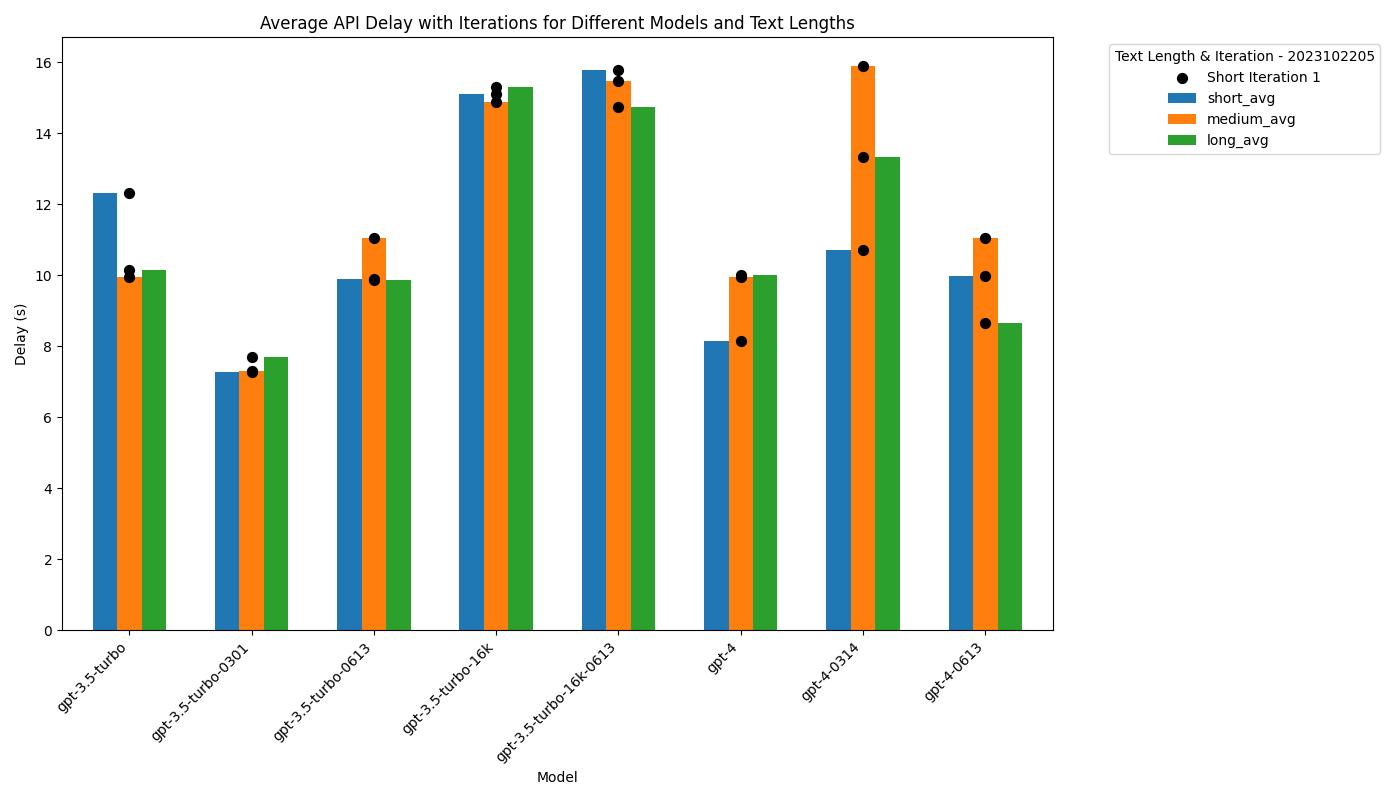 Average API Delay with Iterations for Different Models and Text Lengths
Text Length & Iteration - 2023102205
Short Iteration 1
short_avg
medium_avg
long_avg
Delay (s)
16
14
12
10
8
6
4
2
0
gpt-3.5-turbo
gpt-3.5-turbo-0301
gpt-3.5-turbo-0613
gpt-3.5-turbo-16k
gpt-3.5-turbo-16k-0613
gpt-4
gpt-4-0314
gpt-4-0613
Model